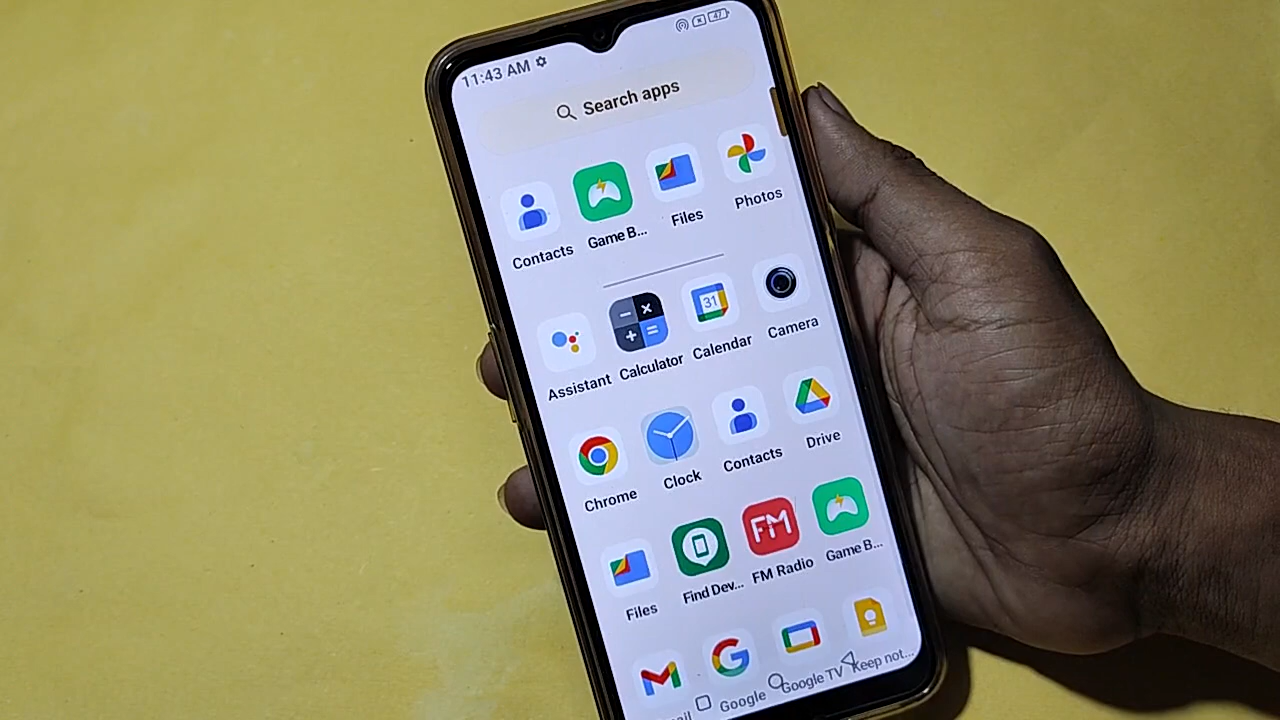 11:43 AM 47
Search apps
Contacts Game B... Files Photos
Assistant Calculator Calendar Camera
31
Chrome Clock Contacts Drive
Files Find Dev... FM Radio Game B...
FM
Google Google TV Keep not...